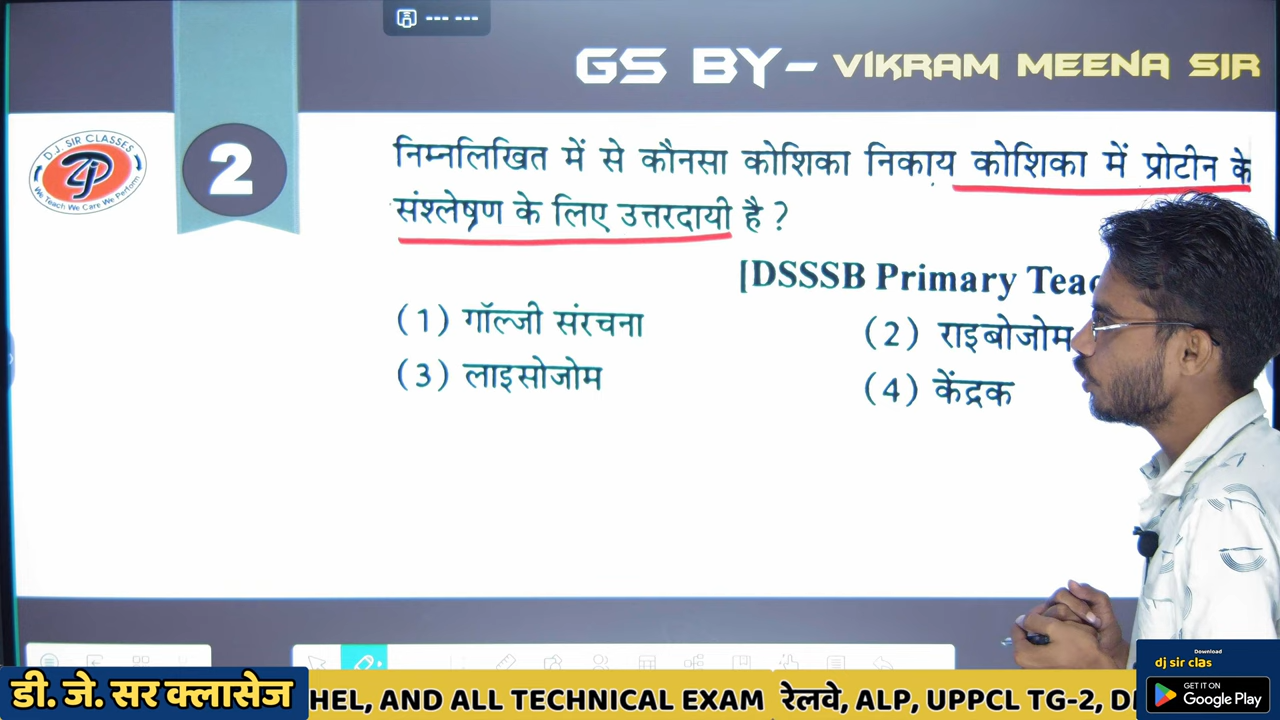 --- ---
GS BY- VIKRAM MEENA SIR
D.J. SIR CLASSES
We Teach We Care We Perform
2
निम्नलिखित में से कौनसा कोशिका निकाय कोशिका में प्रोटीन के
संश्लेषण के लिए उत्तरदायी है ?
[DSSSB Primary
(1) गॉल्जी संरचना
(2) राइबोजोम
(3) लाइसोजोम
(4) केंद्रक
Download
dj sir clas
GET IT ON
Google Play
डी. जे. सर क्लासेज
HEL, AND ALL TECHNICAL EXAM रेलवे, ALP, UPPCL TG-2,